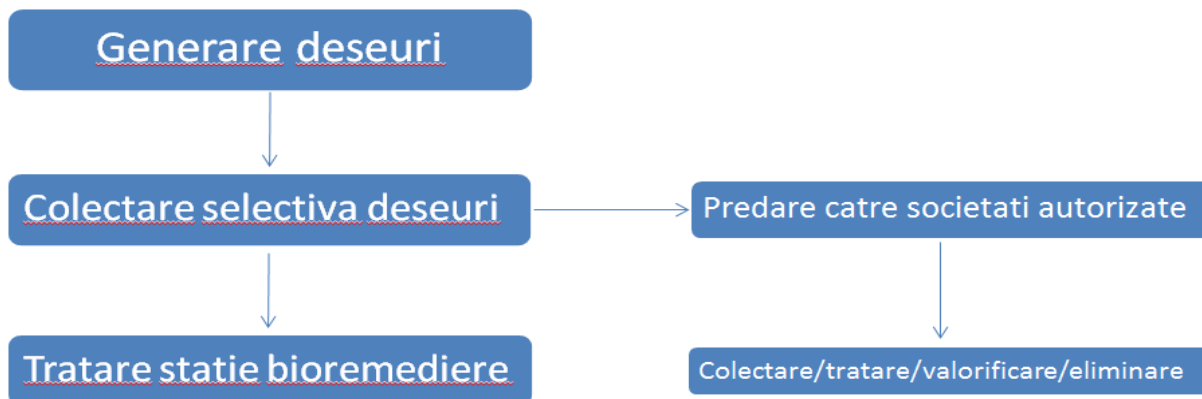 Generare deseuri
Colectare selectiva deseuri
Predare catre societati autorizate
Tratare statie bioremediere
Colectare/tratare/valorificare/eliminare